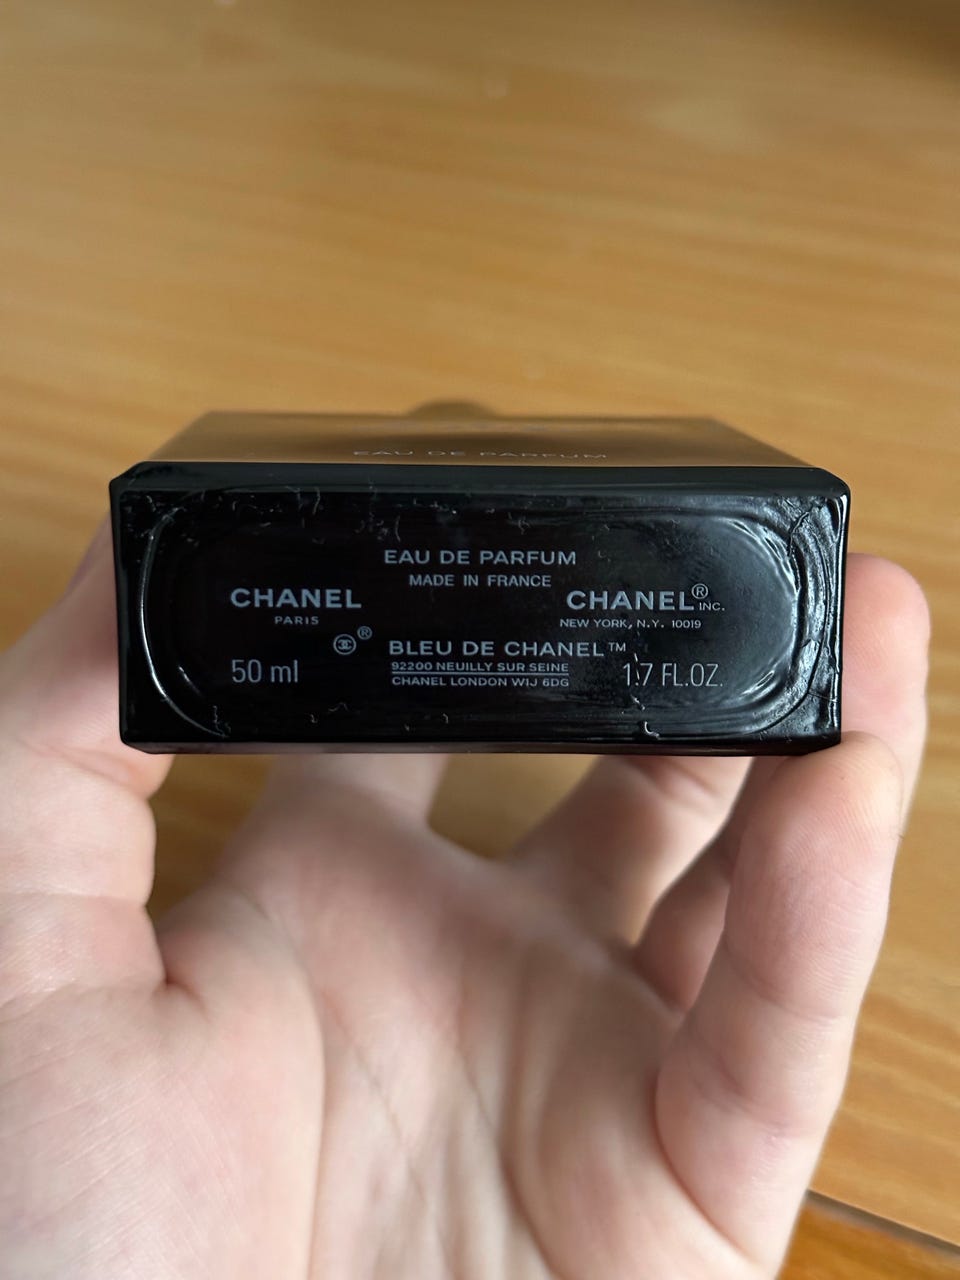 EAU DE PARFUM
EAU DE PARFUM
MADE IN FRANCE
CHANEL
PARIS
CHANEL® INC.
NEW YORK, N.Y. 10019
®
BLEU DE CHANEL™
50 ml
92200 NEUILLY SUR SEINE
CHANEL LONDON W1J 6DG
1.7 FL.OZ.